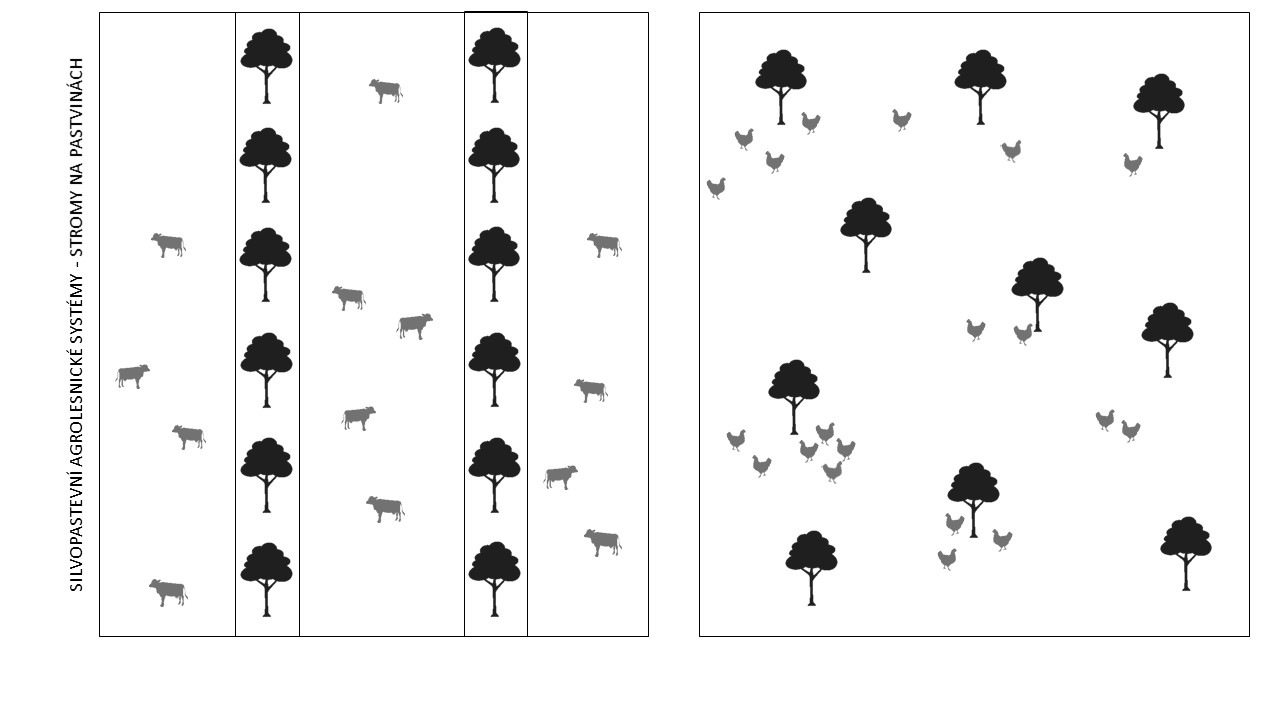 SILVOPASTEVNÍ AGROLESNICKÉ SYSTÉMY - STROMY NA PASTVINÁCH